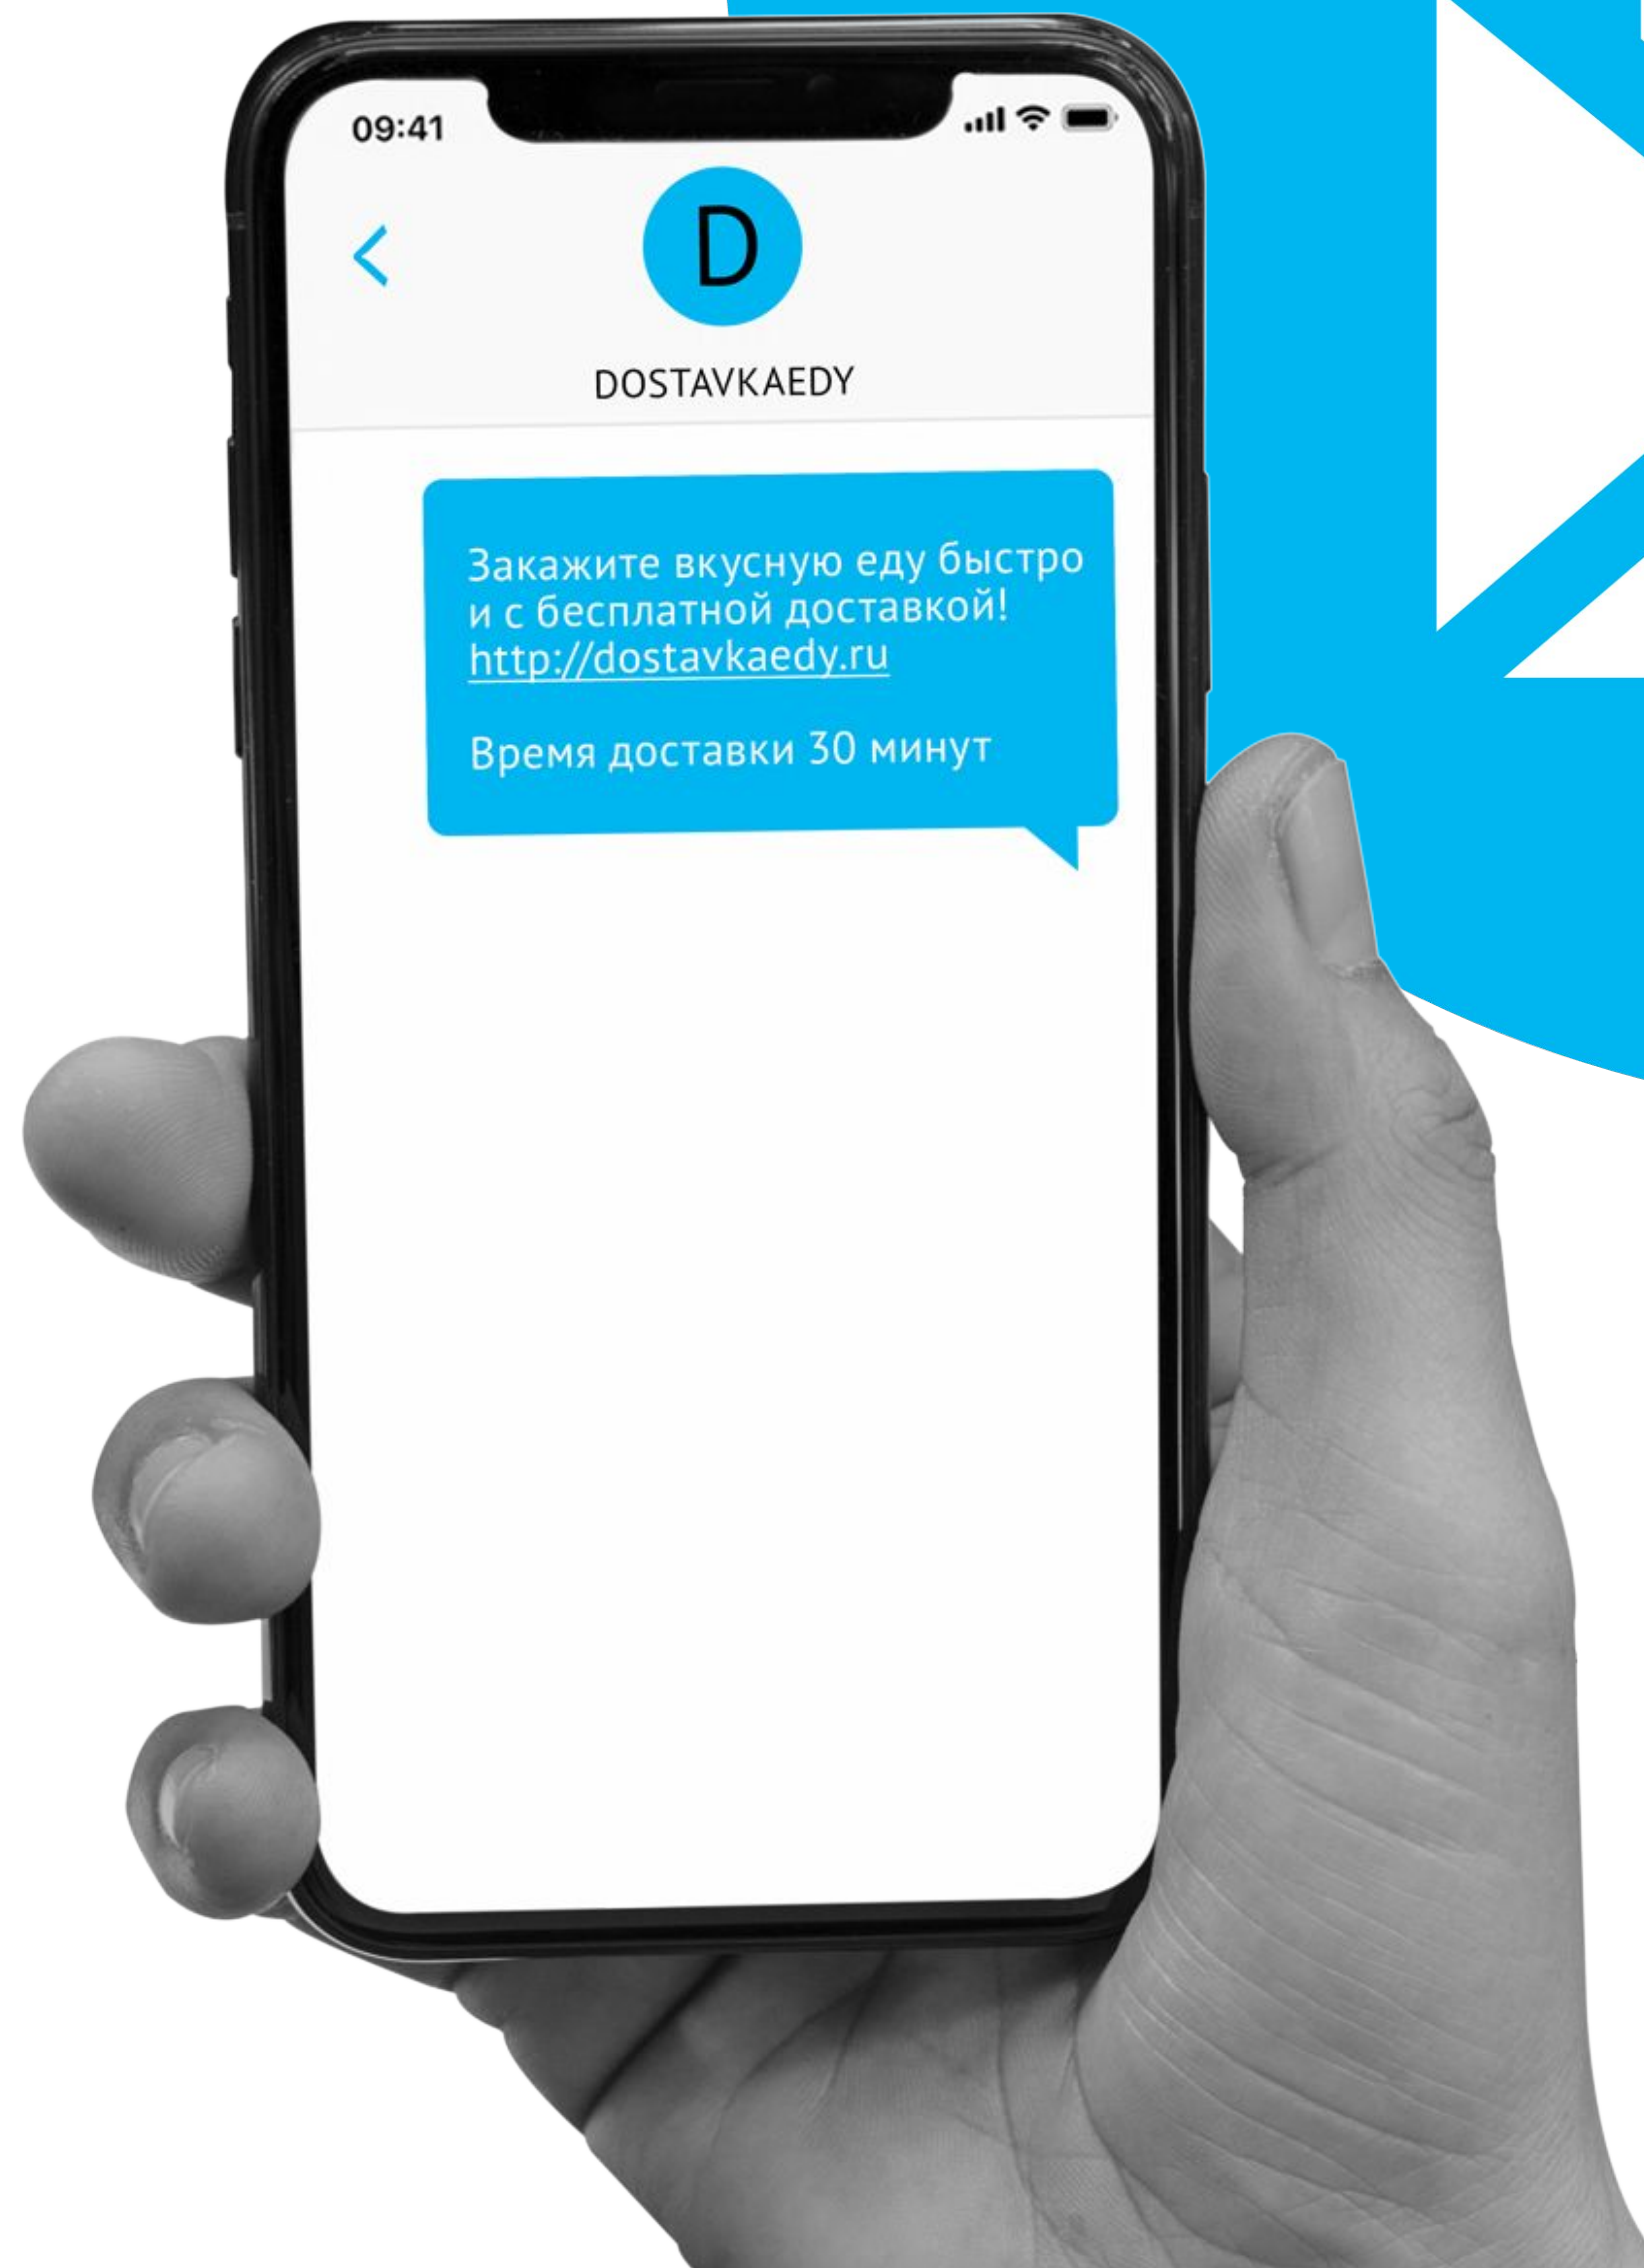 09:41
D
DOSTAVKAEDY
Закажите вкусную еду быстро
и с бесплатной доставкой!
http://dostavkaedy.ru
Время доставки 30 минут